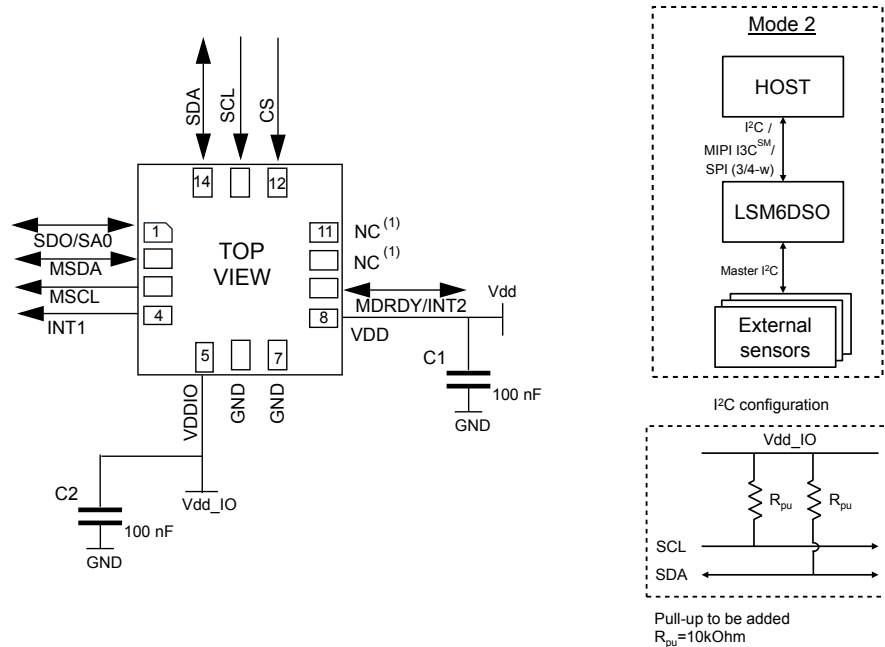 SDA
SCL
CS
14
12
1
11
NC (1)
SDO/SA0
TOP
VIEW
NC (1)
MSDA
MSCL
MDRDY/INT2
Vdd
4
8
INT1
VDD
5
7
C1
100 nF
GND
VDDIO
GND
GND
C2
100 nF
GND
Vdd_IO
Mode 2
HOST
I²C /
MIPI I3C SM/
SPI (3/4-w)
LSM6DSO
Master I²C
External
sensors
I²C configuration
Vdd_IO
Rpu
Rpu
SCL
SDA
Pull-up to be added
Rpu=10kOhm